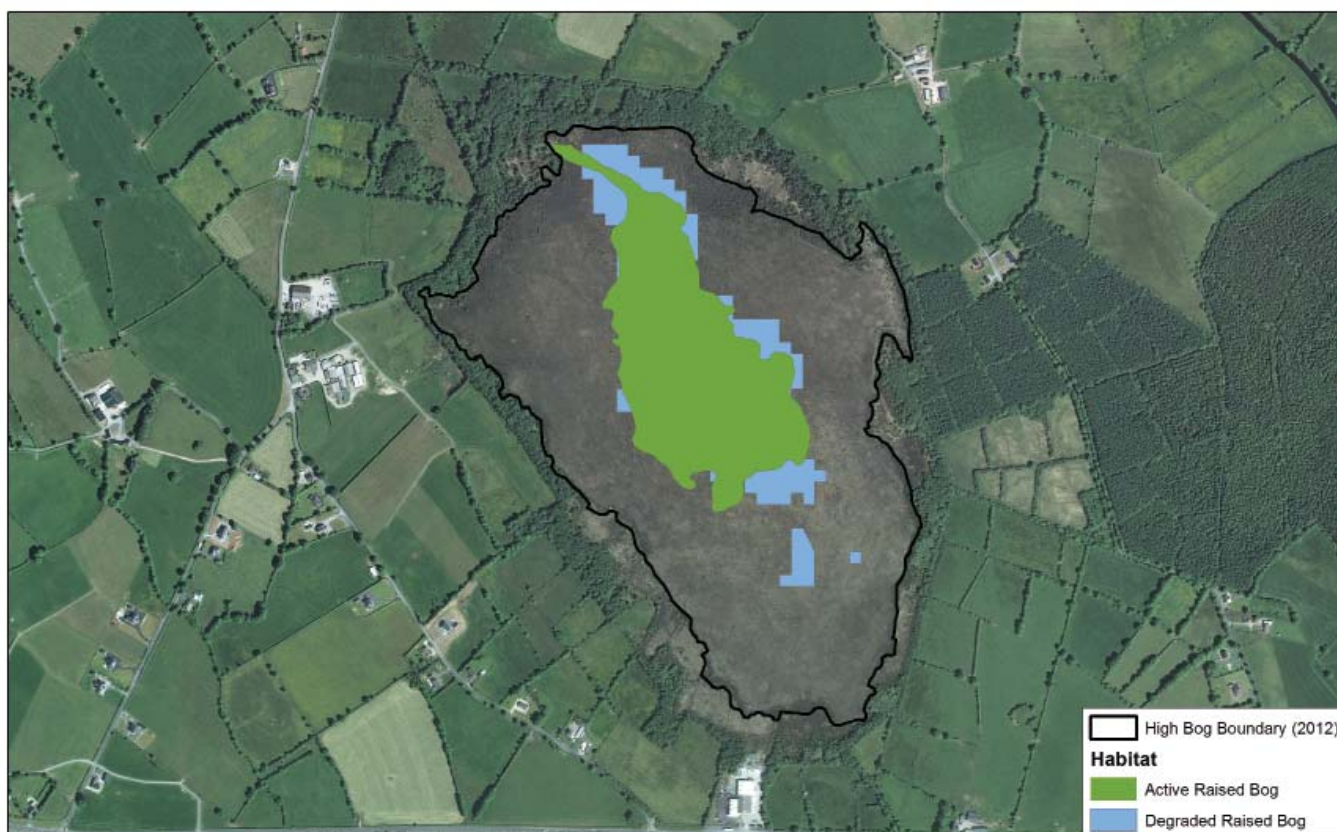 High Bog Boundary (2012)
Habitat
Active Raised Bog
Degraded Raised Bog